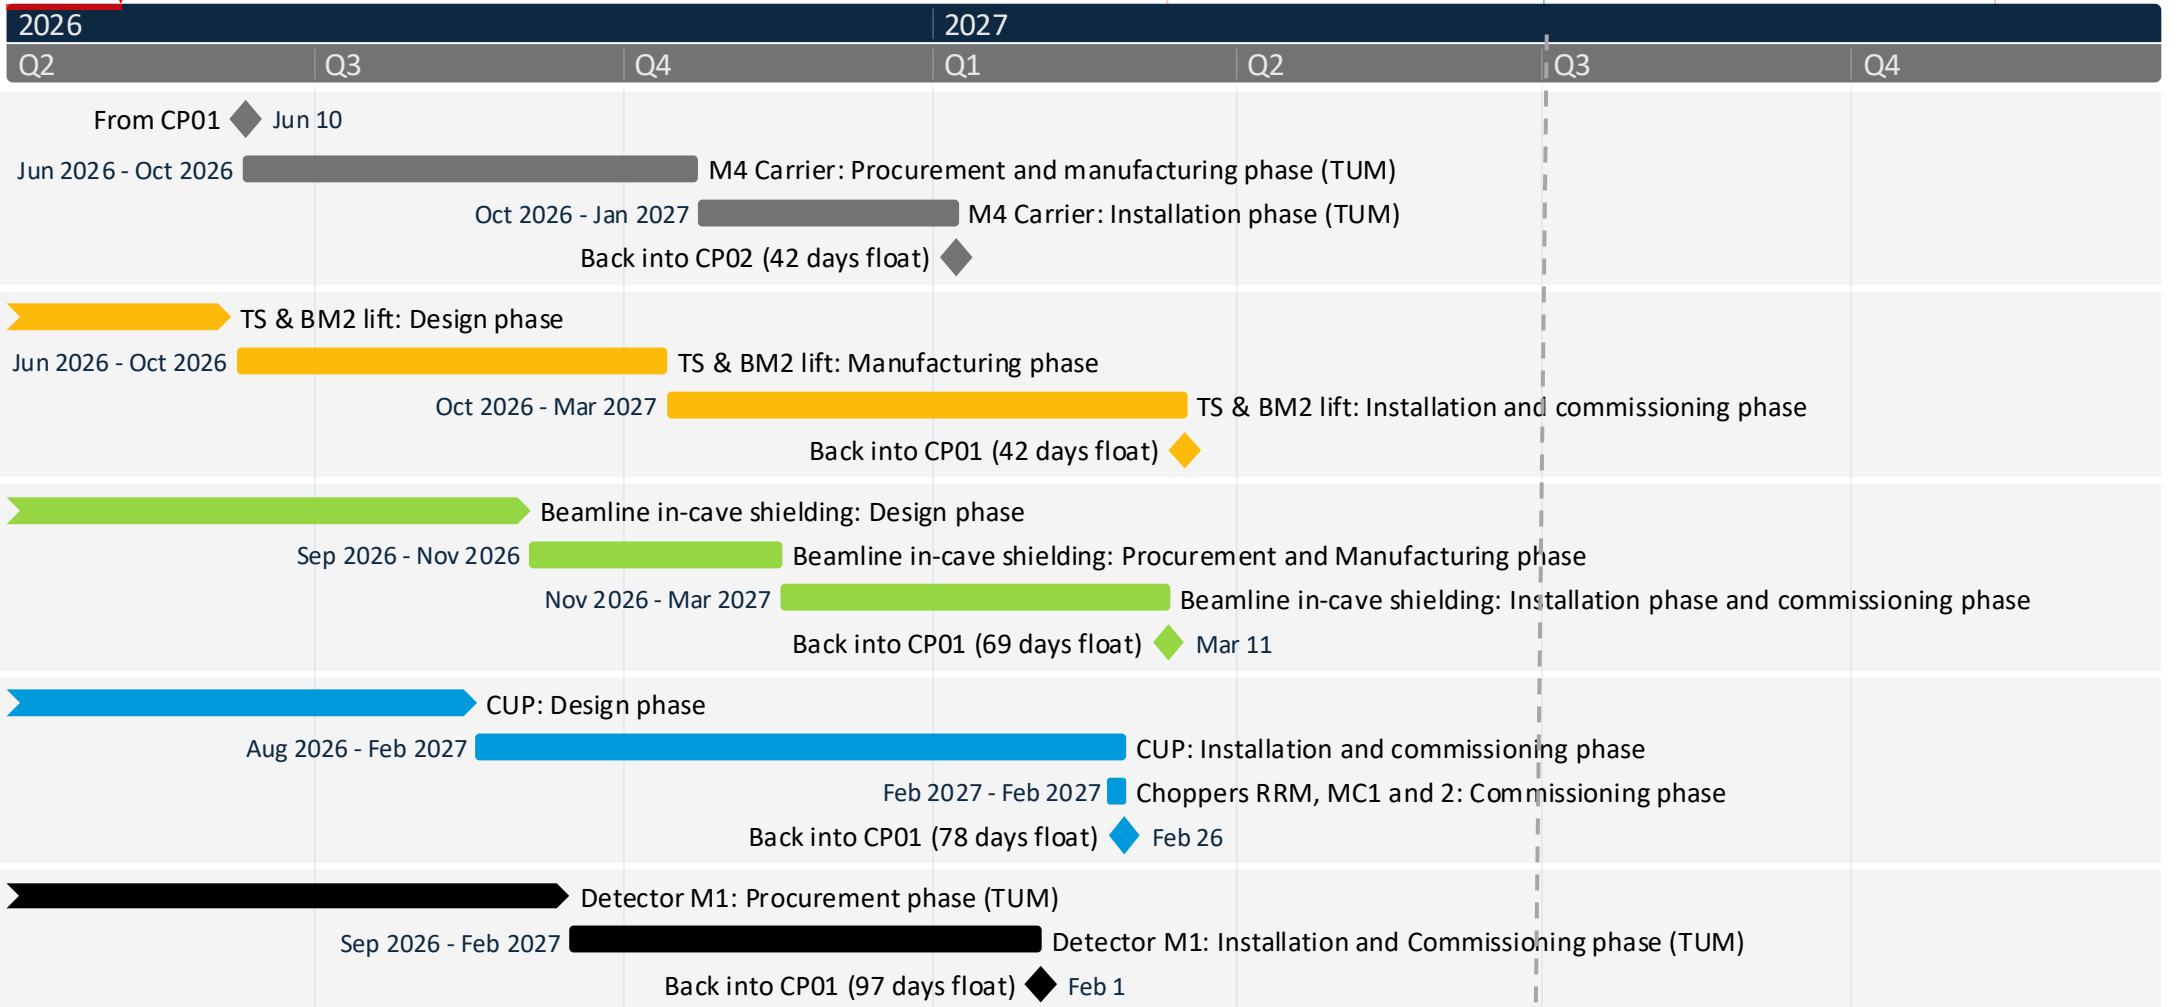 2026 2027
Q2 Q3 Q4 Q1 Q2 Q3 Q4
From CP01 Jun 10
Jun 2026 - Oct 2026 M4 Carrier: Procurement and manufacturing phase (TUM)
Oct 2026 - Jan 2027 M4 Carrier: Installation phase (TUM)
Back into CP02 (42 days float)
TS & BM2 lift: Design phase
Jun 2026 - Oct 2026 TS & BM2 lift: Manufacturing phase
Oct 2026 - Mar 2027 TS & BM2 lift: Installation and commissioning phase
Back into CP01 (42 days float)
Beamline in-cave shielding: Design phase
Sep 2026 - Nov 2026 Beamline in-cave shielding: Procurement and Manufacturing phase
Nov 2026 - Mar 2027 Beamline in-cave shielding: Installation phase and commissioning phase
Back into CP01 (69 days float) Mar 11
CUP: Design phase
Aug 2026 - Feb 2027 CUP: Installation and commissioning phase
Feb 2027 - Feb 2027 Choppers RRM, MC1 and 2: Commissioning phase
Back into CP01 (78 days float) Feb 26
Detector M1: Procurement phase (TUM)
Sep 2026 - Feb 2027 Detector M1: Installation and Commissioning phase (TUM)
Back into CP01 (97 days float) Feb 1